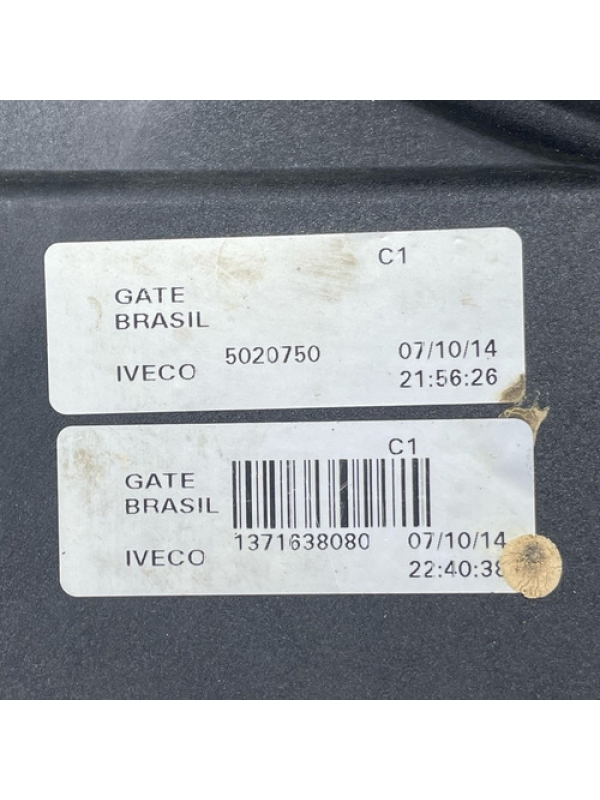 C1
GATE
BRASIL
IVECO 5020750 07/10/14
21:56:26
C1
GATE
BRASIL
IVECO 1371638080 07/10/14
22:40:38